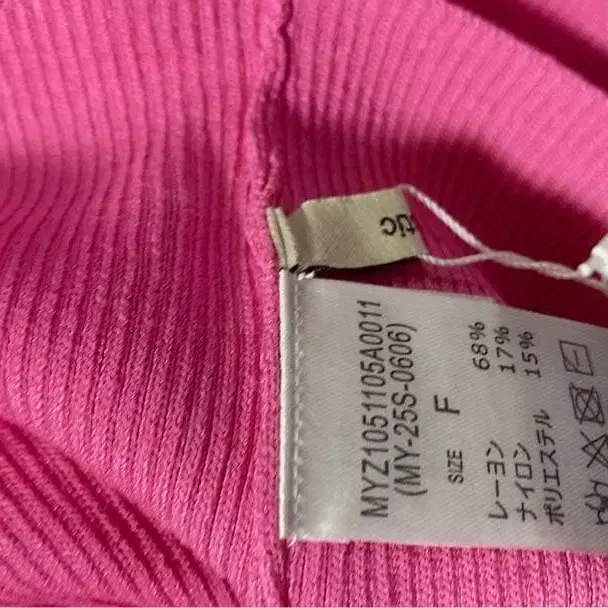 tic
MYZ1051105A0011
(MY-25S-0606)
SIZE F
レーヨン 68%
ナイロン 17%
ポリエステル 15%